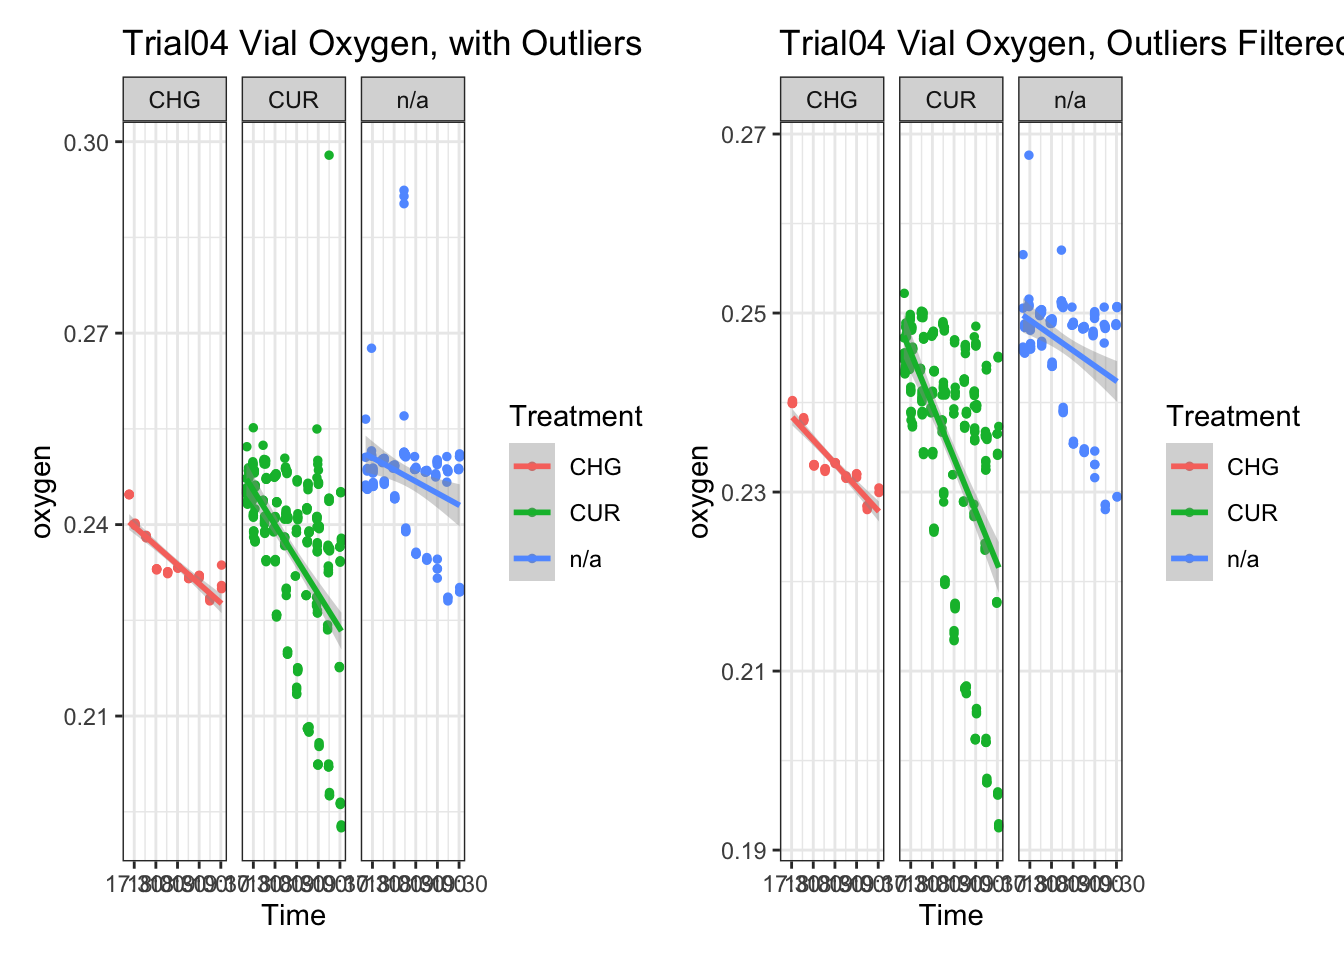 Trial04 Vial Oxygen, with Outliers
CHG
CUR
n/a
0.30
0.27
0.24
0.21
oxygen
Time
Treatment
CHG
CUR
n/a
Trial04 Vial Oxygen, Outliers Filtered
CHG
CUR
n/a
0.27
0.25
0.23
0.21
0.19
oxygen
Time
Treatment
CHG
CUR
n/a